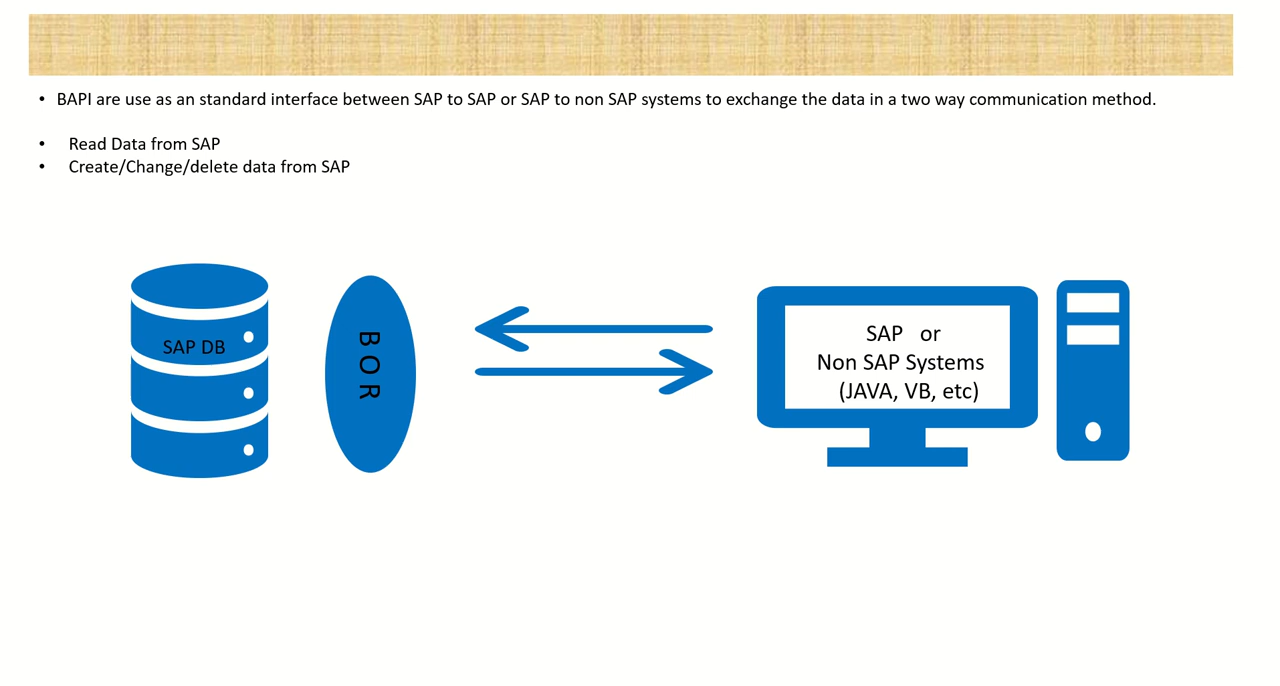 • BAPI are use as an standard interface between SAP to SAP or SAP to non SAP systems to exchange the data in a two way communication method.
• Read Data from SAP
• Create/Change/delete data from SAP
SAP DB
BOR
SAP or
Non SAP Systems
(JAVA, VB, etc)